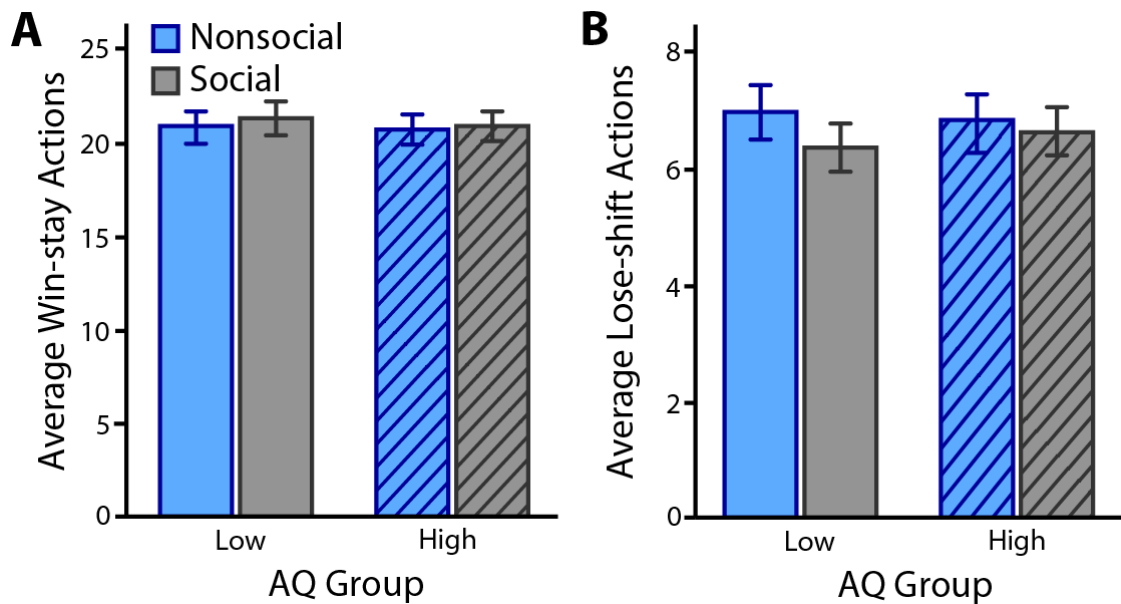 A
Average Win-stay Actions
25
20
15
10
5
0
Nonsocial
Social
Low
High
AQ Group
B
Average Lose-shift Actions
8
6
4
2
0
Low
High
AQ Group